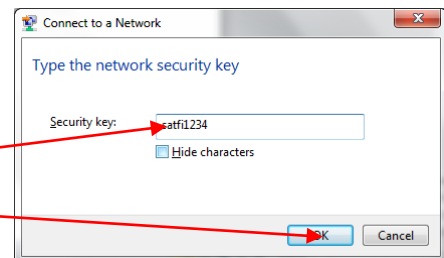 Connect to a Network
Type the network security key
Security key: satfi1234
Hide characters
OK Cancel